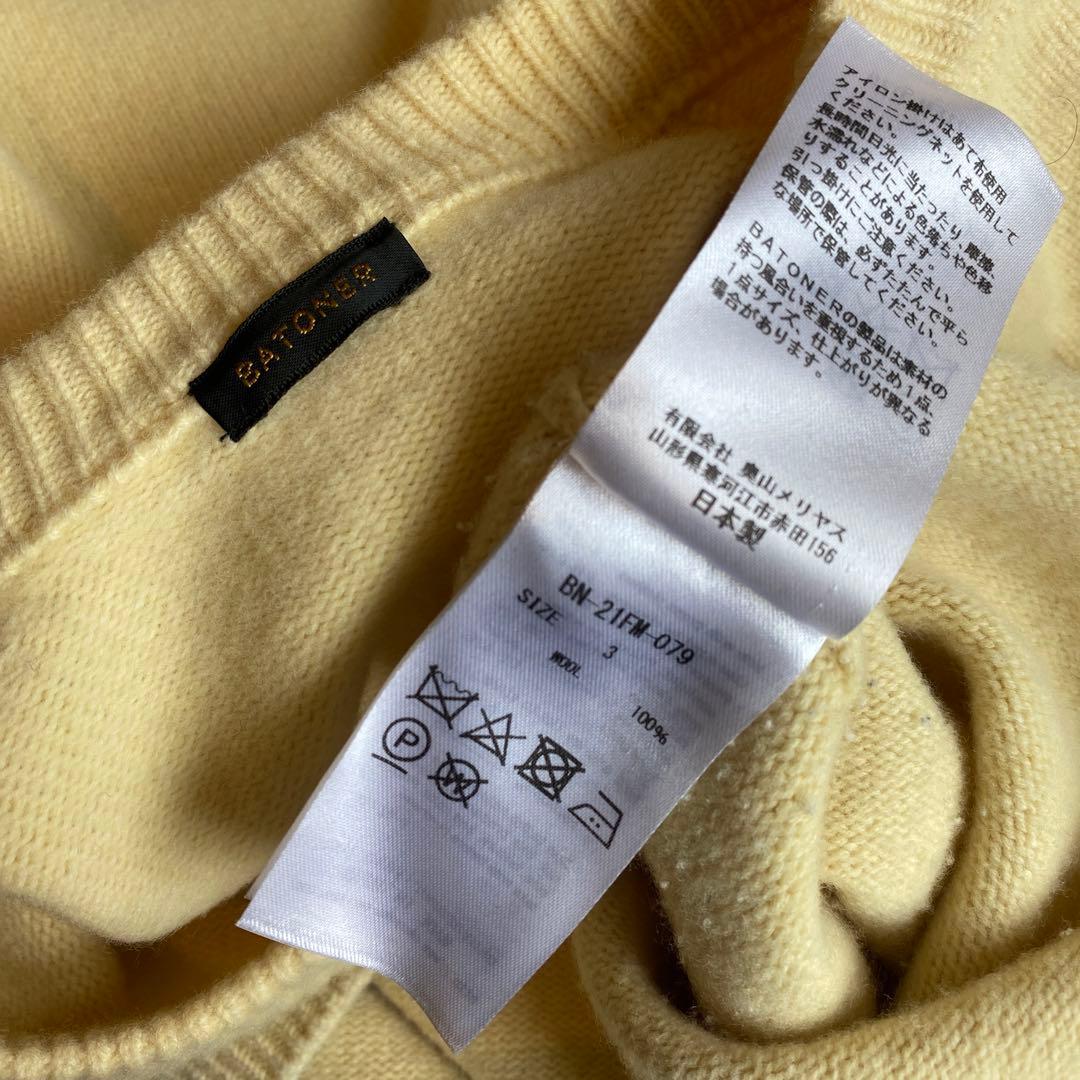 BATONER
アイロン掛けはあて布使用
クリーニングネットを使用して
ください。
長時間日光に当たったり、摩擦、
水濡れなどによる色落ちや色移
りすることがあります。
引っ掛けにご注意ください。
保管の際は、必ずたたんで平ら
な場所で保管してください。
BATONERの製品は素材の
持つ風合いを重視するため1点、
1点サイズ、仕上がりが異なる
場合があります。
有限会社 奥山メリヤス
山形県寒河江市赤田156
日本製
BN-21FM-079
SIZE 3
WOOL 100%
P
W